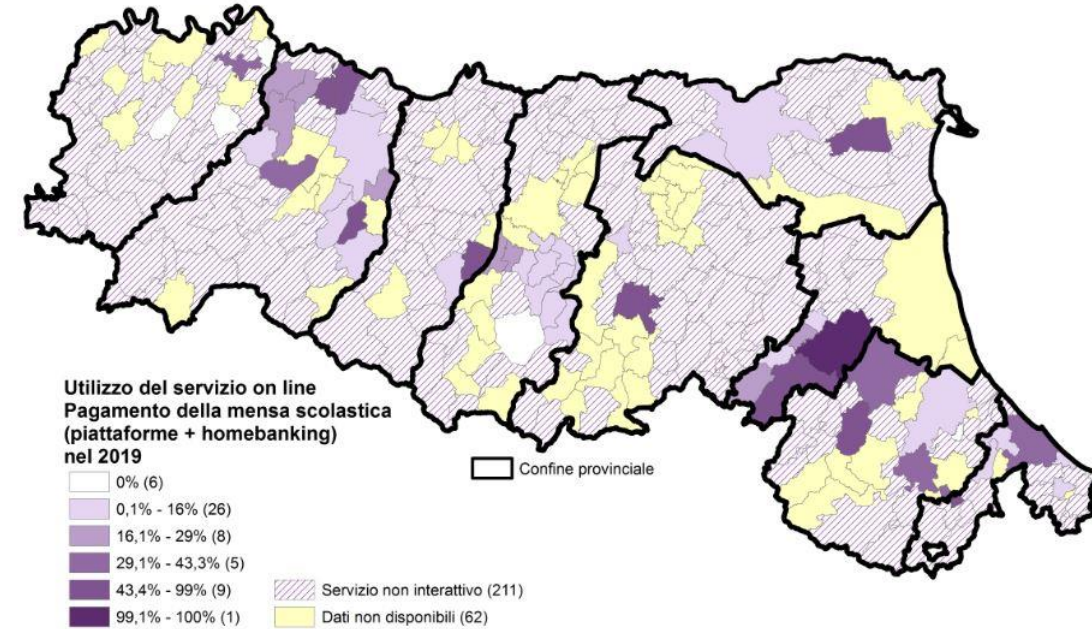 Utilizzo del servizio on line
Pagamento della mensa scolastica
(piattaforme + homebanking)
nel 2019
Confine provinciale
0% (6)
0,1% - 16% (26)
16,1% - 29% (8)
29,1% - 43,3% (5)
43,4% - 99% (9)
99,1% - 100% (1)
Servizio non interattivo (211)
Dati non disponibili (62)